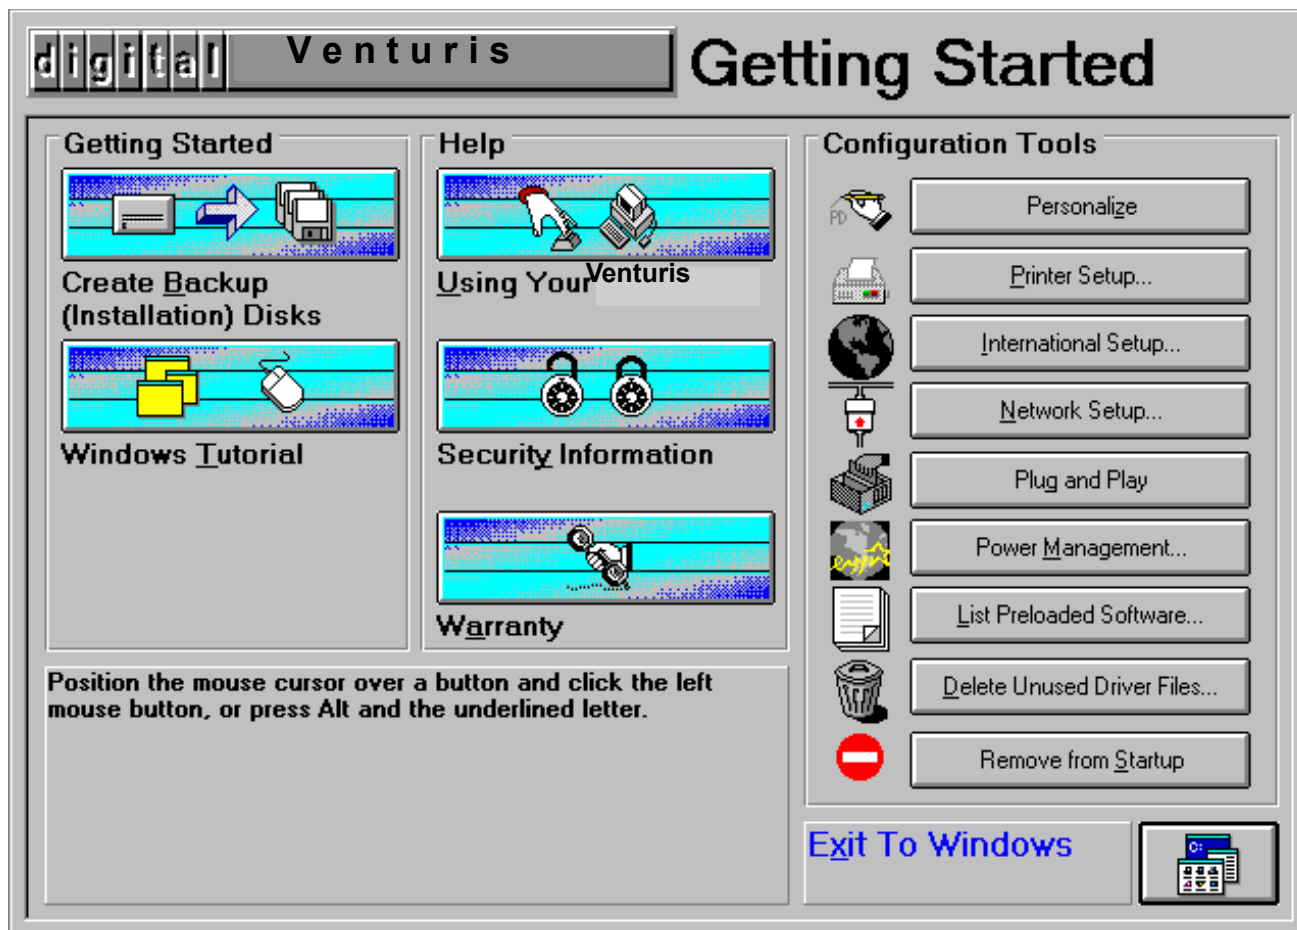 digital Venturis
Getting Started
Getting Started
Create Backup
(Installation) Disks
Windows Tutorial
Help
Using Your Venturis
Security Information
Warranty
Configuration Tools
PD
Personalize
Printer Setup...
International Setup...
Network Setup...
Plug and Play
Power Management...
List Preloaded Software...
Delete Unused Driver Files...
Remove from Startup
Position the mouse cursor over a button and click the left
mouse button, or press Alt and the underlined letter.
Exit To Windows
C: